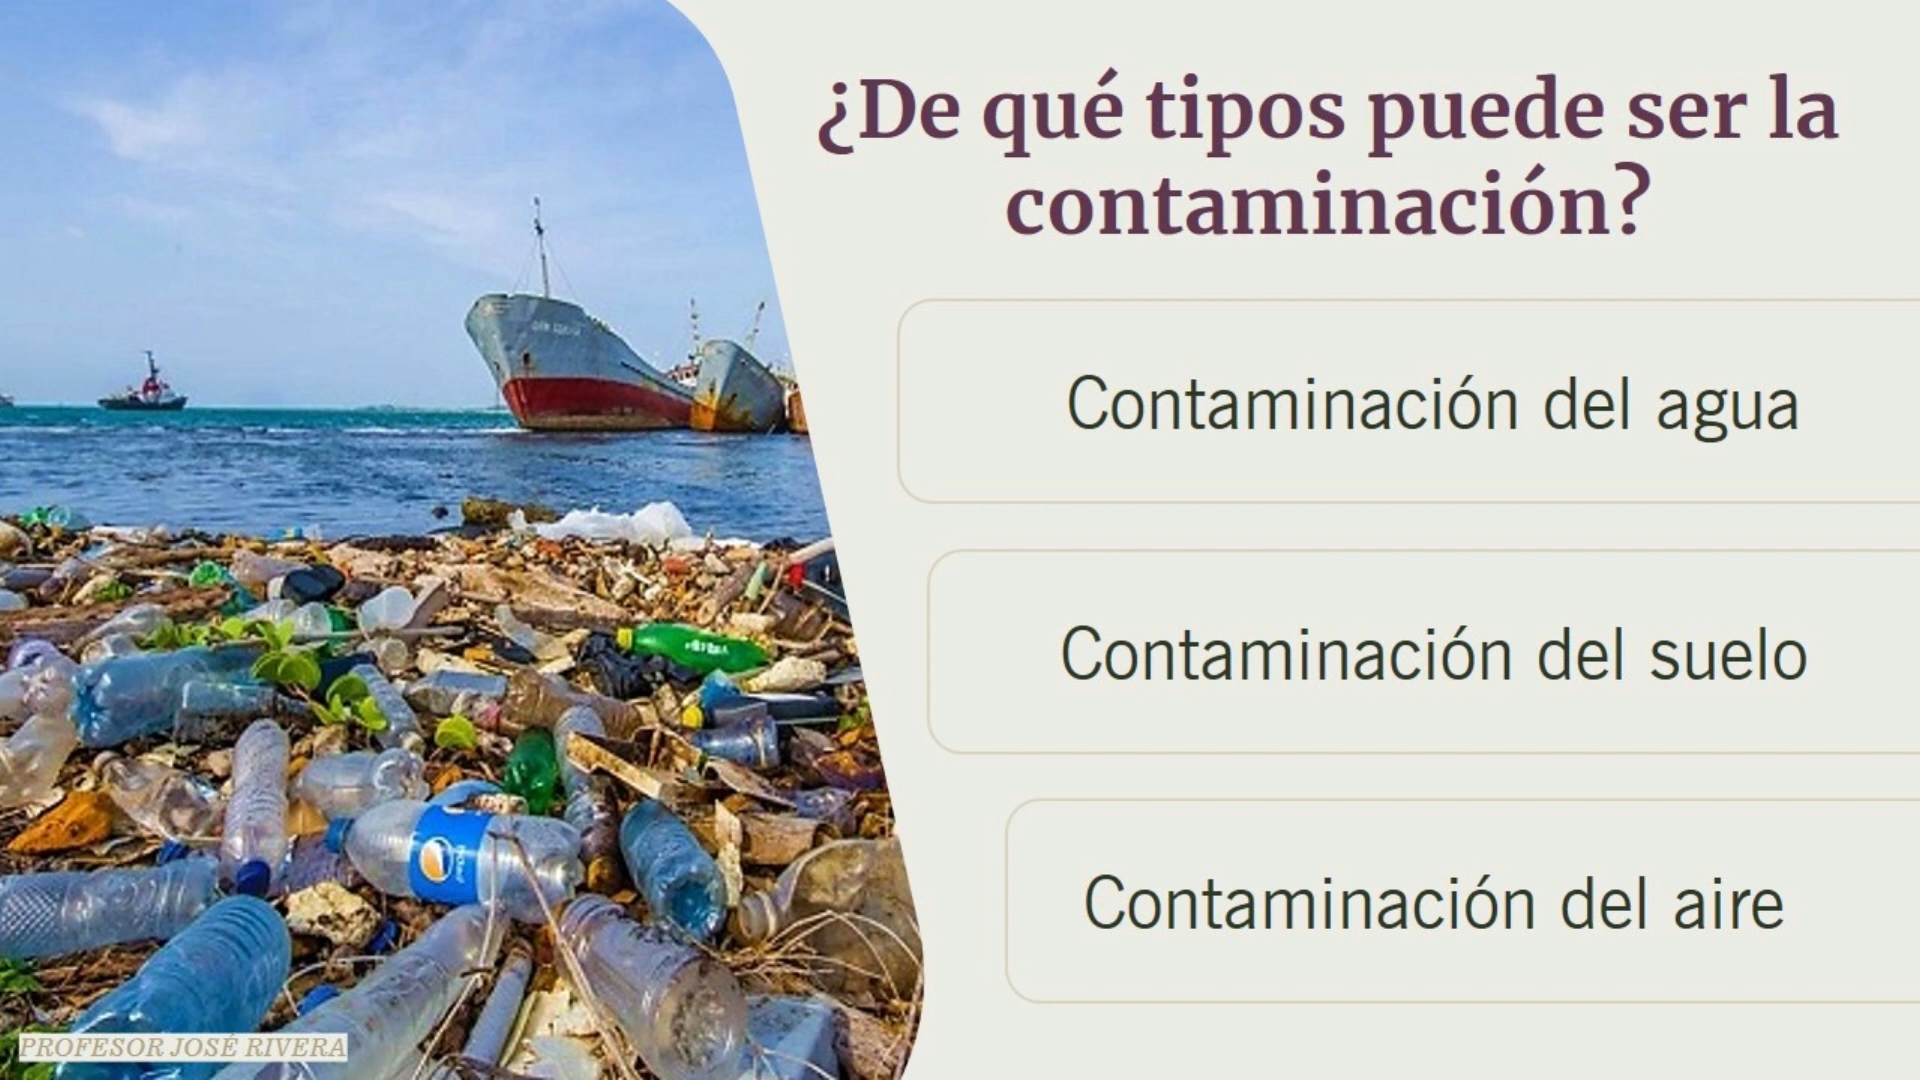 ¿De qué tipos puede ser la
contaminación?
Contaminación del agua
Contaminación del suelo
Contaminación del aire
PROFESOR JOSÉ RIVERA